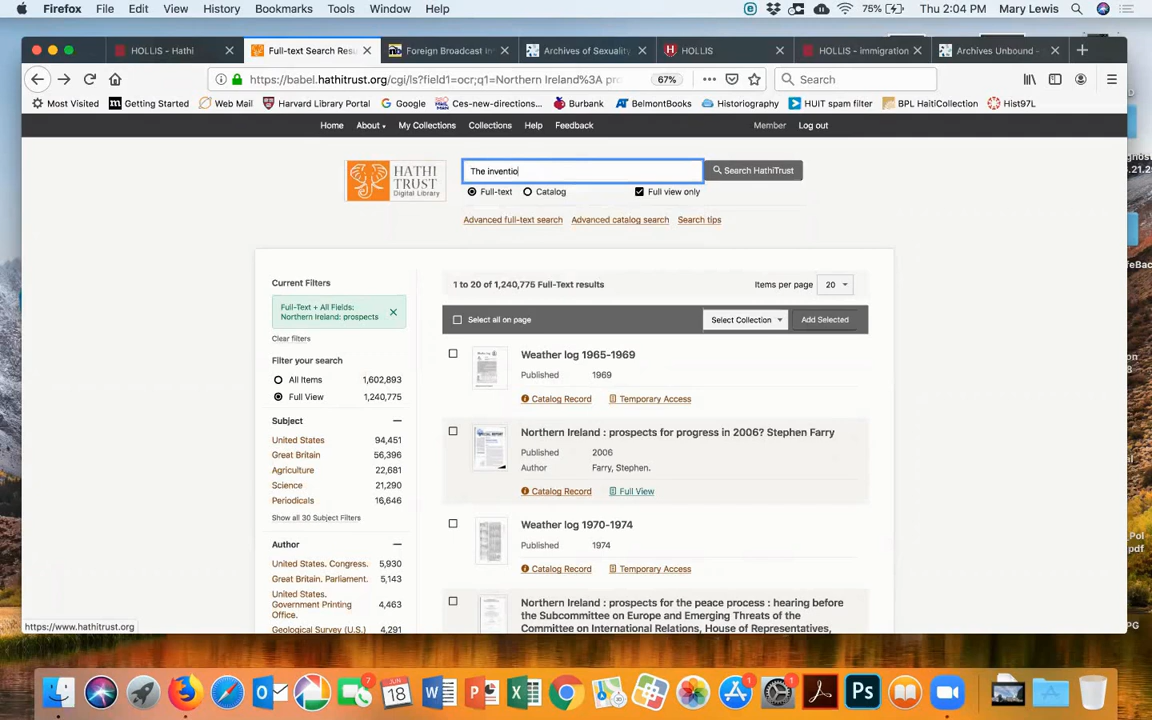 Firefox File Edit View History Bookmarks Tools Window Help 75% Thu 2:04 PM Mary Lewis
HOLLIS - Hathi Full-text Search Resu Foreign Broadcast In Archives of Sexuality HOLLIS HOLLIS - immigration Archives Unbound -
https://babel.hathitrust.org/cgi/ls?field1=ocr;q1=Northern Ireland%3A pro 67% Search
Most Visited Getting Started Web Mail Harvard Library Portal Google Ces-new-directions... Burbank BelmontBooks Historiography HUIT spam filter BPL HaitiCollection Hist97L
Home About My Collections Collections Help Feedback Member Log out
HATHI TRUST Digital Library
The inventio Search HathiTrust
Full-text Catalog Full view only
Advanced full-text search Advanced catalog search Search tips
Current Filters
Full-Text + All Fields:
Northern Ireland: prospects
Clear filters
Filter your search
All Items 1,602,893
Full View 1,240,775
Subject
United States 94,451
Great Britain 56,396
Agriculture 22,681
Science 21,290
Periodicals 16,646
Show all 30 Subject Filters
Author
United States. Congress. 5,930
Great Britain. Parliament. 5,143
United States.
Government Printing 4,463
Office.
Geological Survey (U.S.) 4,291
1 to 20 of 1,240,775 Full-Text results Items per page 20
Select all on page Select Collection Add Selected
Weather log 1965-1969
Published 1969
Catalog Record Temporary Access
Northern Ireland : prospects for progress in 2006? Stephen Farry
Published 2006
Author Farry, Stephen.
Catalog Record Full View
Weather log 1970-1974
Published 1974
Catalog Record Temporary Access
Northern Ireland : prospects for the peace process : hearing before
the Subcommittee on Europe and Emerging Threats of the
Committee on International Relations, House of Representatives,
https://www.hathitrust.org
7
JUN
18
1
1